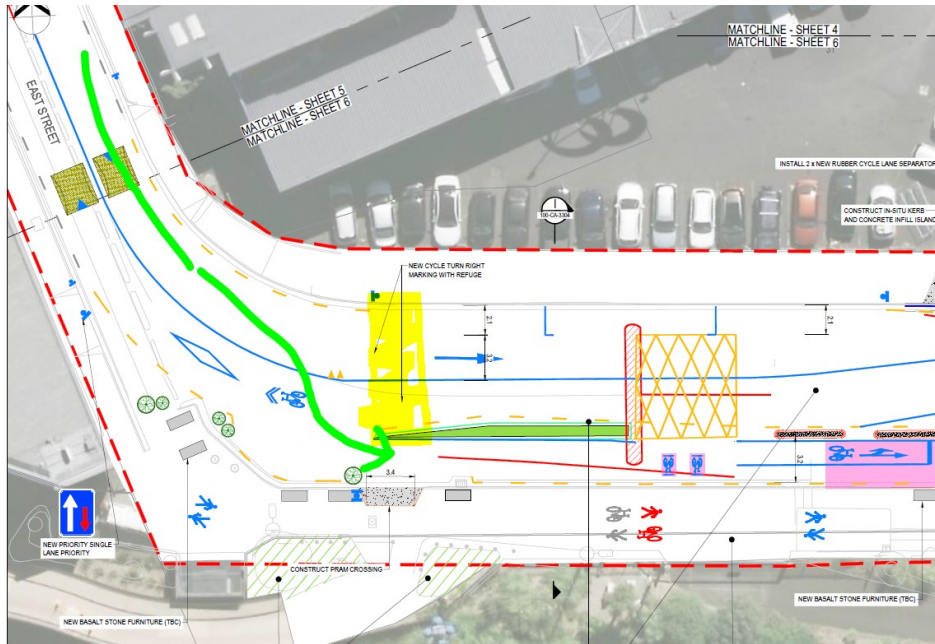 MATCHLINE - SHEET 4
MATCHLINE - SHEET 6
EAST STREET
MATCHLINE - SHEET 5
MATCHLINE - SHEET 6
INSTALL 2 x NEW RUBBER CYCLE LANE SEPARATOR
1
100-CA-3304
CONSTRUCT IN-SITU KERB
AND CONCRETE INFILL ISLAND
NEW CYCLE TURN RIGHT
MARKING WITH REFUGE
2.1
2.1
3.2
3.2
3.4
NEW PRIORITY SINGLE
LANE PRIORITY
CONSTRUCT PRAM CROSSING
NEW BASALT STONE FURNITURE (TBC)
NEW BASALT STONE FURNITURE (TBC)